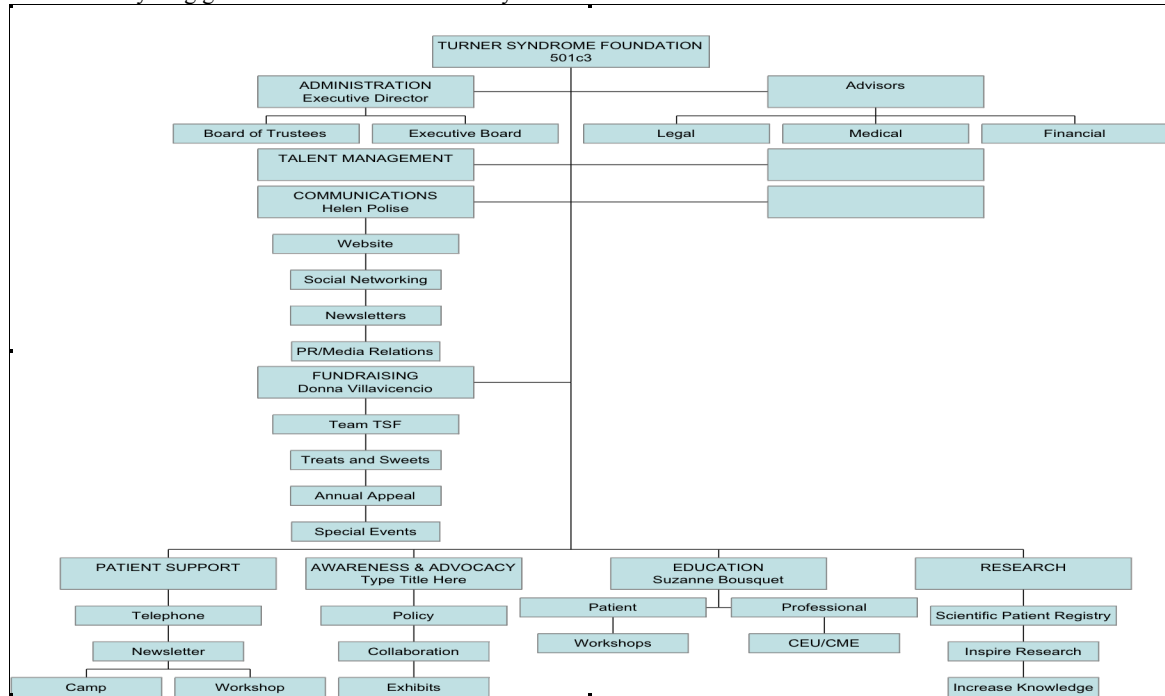 TURNER SYNDROME FOUNDATION
501c3
ADMINISTRATION
Executive Director
Advisors
Board of Trustees
Executive Board
Legal
Medical
Financial
TALENT MANAGEMENT
COMMUNICATIONS
Helen Polise
Website
Social Networking
Newsletters
PR/Media Relations
FUNDRAISING
Donna Villavicencio
Team TSF
Treats and Sweets
Annual Appeal
Special Events
PATIENT SUPPORT
Telephone
Newsletter
Camp
Workshop
AWARENESS & ADVOCACY
Type Title Here
Policy
Collaboration
Exhibits
EDUCATION
Suzanne Bousquet
Patient
Professional
Workshops
CEU/CME
RESEARCH
Scientific Patient Registry
Inspire Research
Increase Knowledge